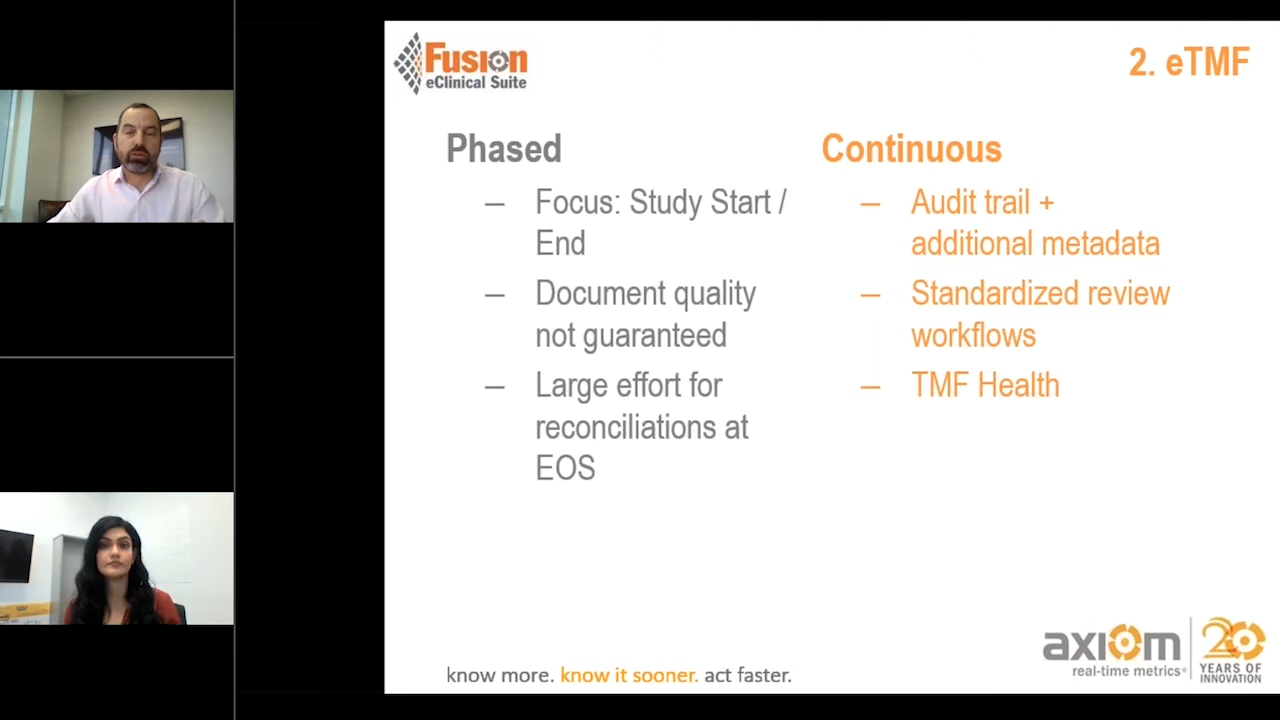 Fusion
eClinical Suite
2. eTMF
Phased
— Focus: Study Start /
End
— Document quality
not guaranteed
— Large effort for
reconciliations at
EOS
Continuous
— Audit trail +
additional metadata
— Standardized review
workflows
— TMF Health
know more. know it sooner. act faster.
axiom
real-time metrics®
20
YEARS OF
INNOVATION